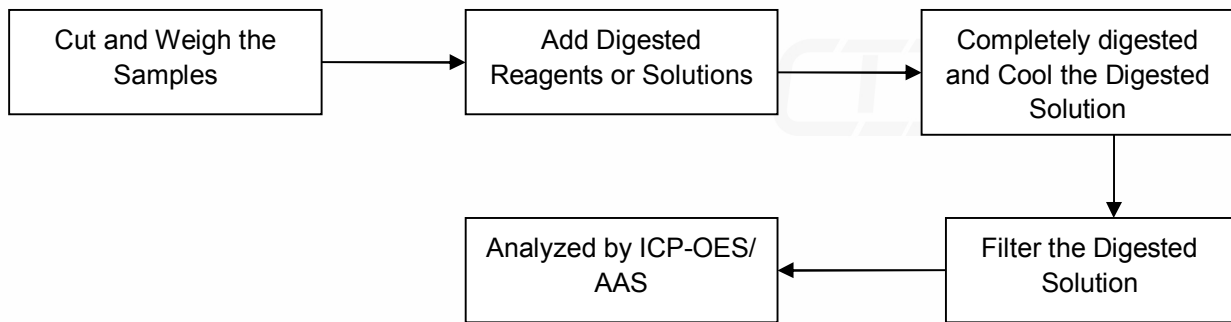 Cut and Weigh the
Samples
Add Digested
Reagents or Solutions
Completely digested
and Cool the Digested
Solution
Filter the Digested
Solution
Analyzed by ICP-OES/
AAS